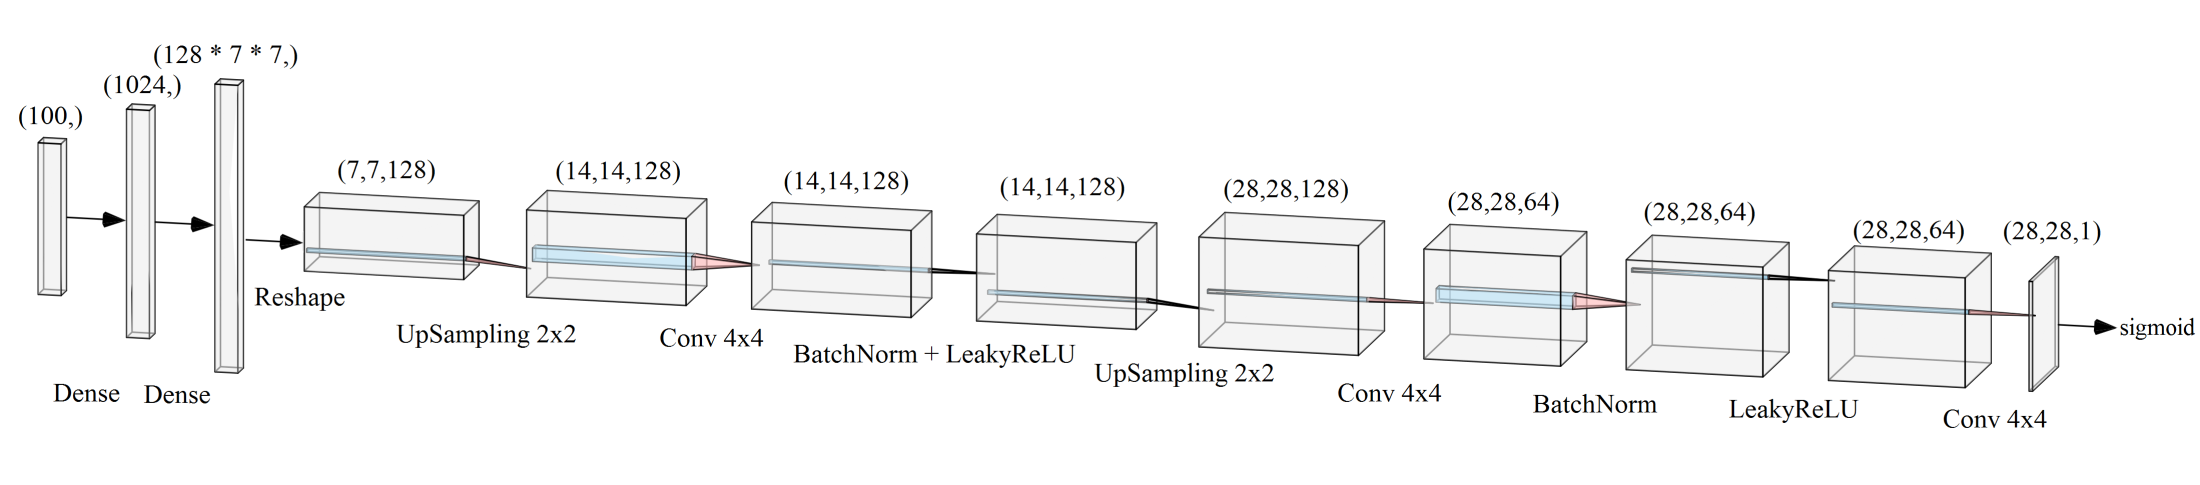 (100,)
(1024,)
(128 * 7 * 7,)
(7,7,128)
(14,14,128)
(14,14,128)
(14,14,128)
(28,28,128)
(28,28,64)
(28,28,64)
(28,28,64)
(28,28,1)
Dense
Dense
Reshape
UpSampling 2x2
Conv 4x4
BatchNorm + LeakyReLU
UpSampling 2x2
Conv 4x4
BatchNorm
LeakyReLU
Conv 4x4
sigmoid